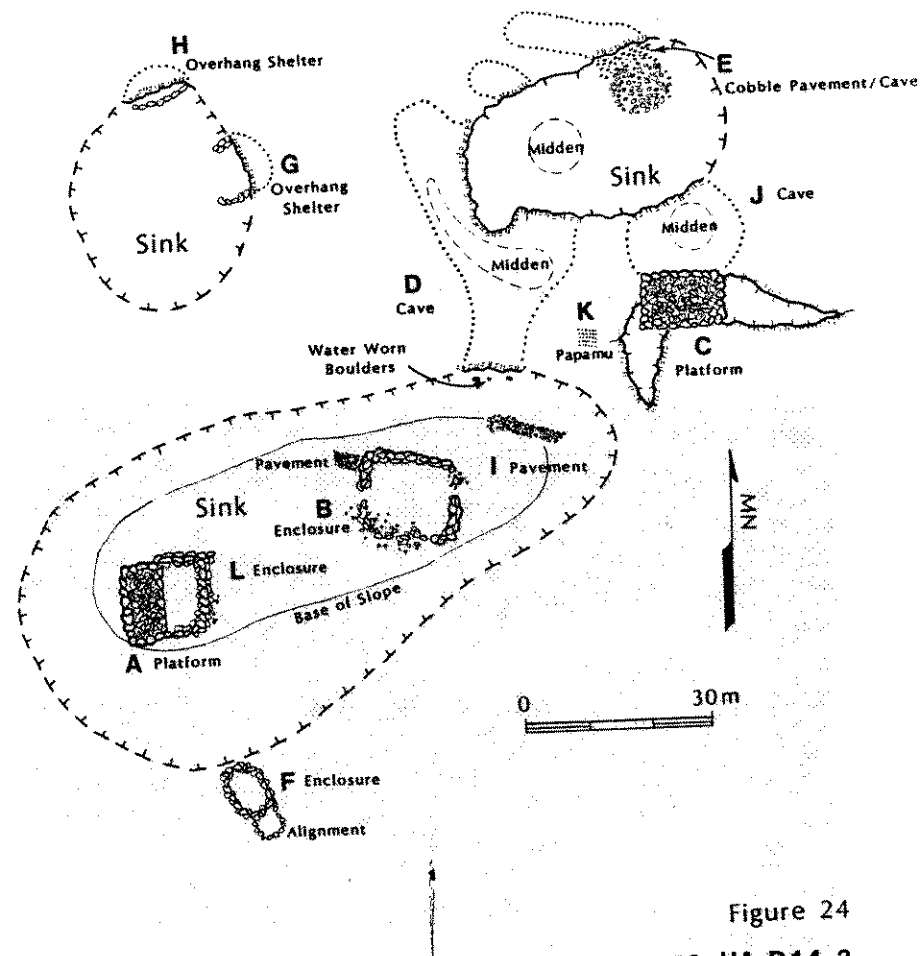 H
Overhang Shelter
E
Cobble Pavement/Cave
Midden
Sink
G
Overhang
Shelter
J Cave
Midden
Sink
Midden
D
Cave
K
Papamu
C
Platform
Water Worn
Boulders
Pavement
I Pavement
Sink
B
Enclosure
MN
L Enclosure
Base of Slope
A Platform
0 30m
F Enclosure
Alignment
Figure 24